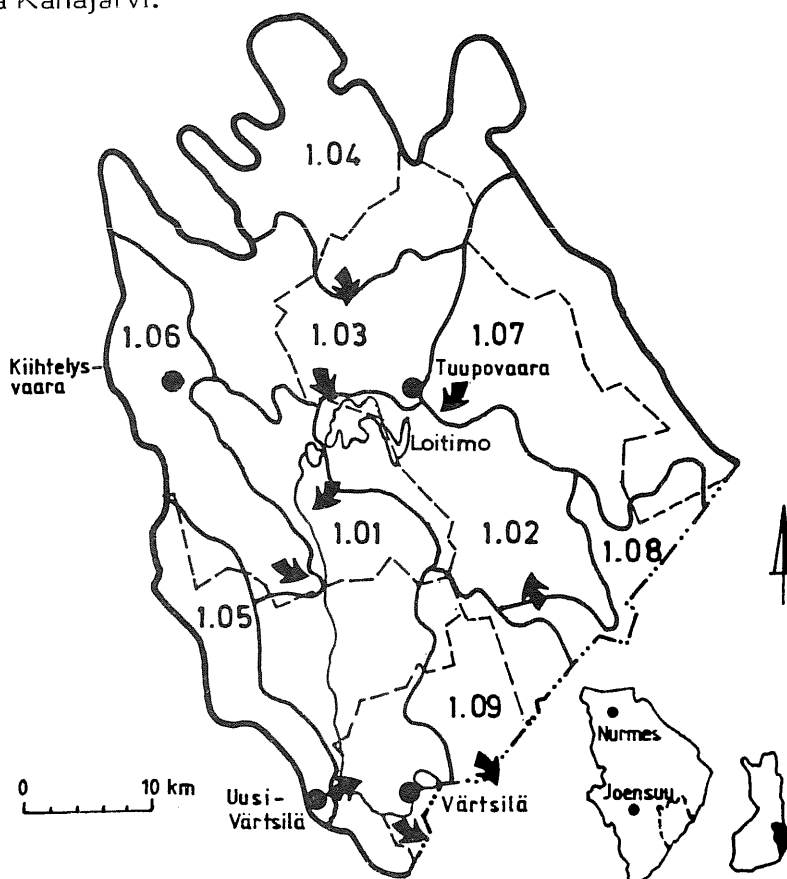 a Kanajärvi.
1.04
1.06
1.03
1.07
Kiihtelys-
vaara
Tuupovaara
Loitimo
1.01
1.02
1.08
1.05
1.09
Nurmes
Joensuu
0 10 km
Uusi-
Värtsilä
Värtsilä